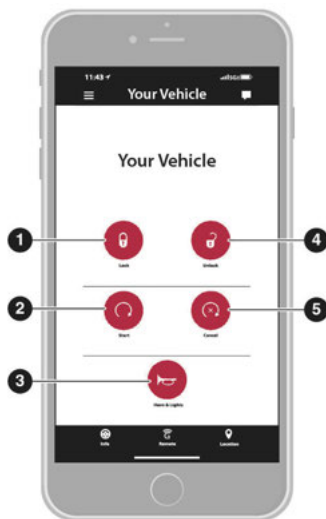 11:43
Your Vehicle
Your Vehicle
1 Lock 4 Unlock
2 Start 5 Cancel
3 Horn & Lights
Info Remote Location